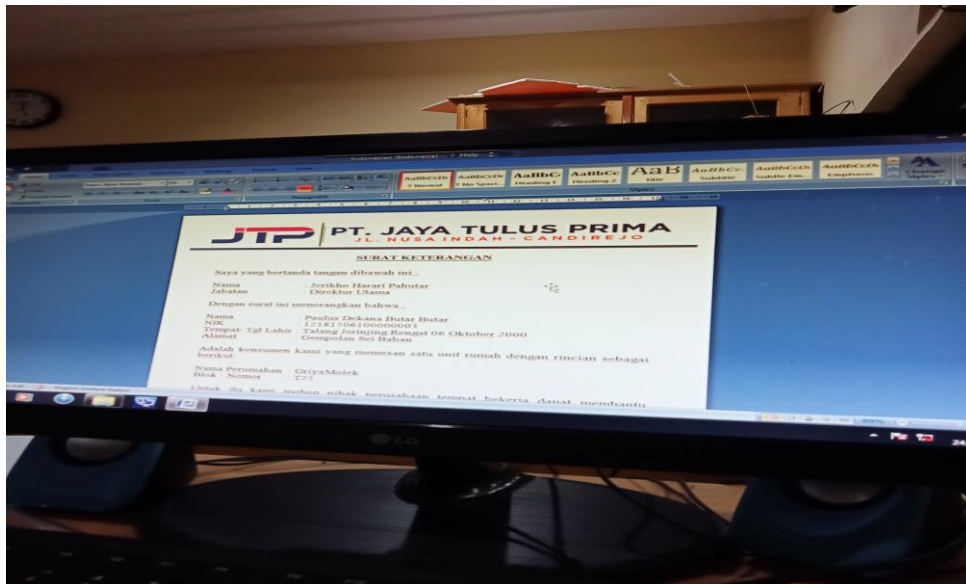 Indonesian (Indonesia) Help
AaBbCcDc AaBbCcDc AaBbC AaBbCc AaB AaBbCc. AaBbCcDc AaBbCcDc
Normal No Spaci... Heading 1 Heading 2 Title Subtitle Subtle Em... Emphasis Change Styles
Paragraph Styles
JTP PT. JAYA TULUS PRIMA
JL. NUSA INDAH - CANDIREJO
SURAT KETERANGAN
Saya yang bertanda tangan dibawah ini :
Nama : Jerikho Harari Pahutar
Jabatan : Direktur Utama
Dengan surat ini menerangkan bahwa :
Nama : Paulus Dekana Butar Butar
NIK : 1218150610000003
Tempat/ Tgl Lahir : Talang Jerinjing Rengat 06 Oktober 2000
Alamat : Gempolan Sei Baban
Adalah konsumen kami yang memesan satu unit rumah dengan rincian sebagai
berikut
Nama Perumahan : GriyaMolek
Blok - Nomor : T25
Untuk itu kami mohon pihak perusahaan tempat bekerja dapat membantu
LG